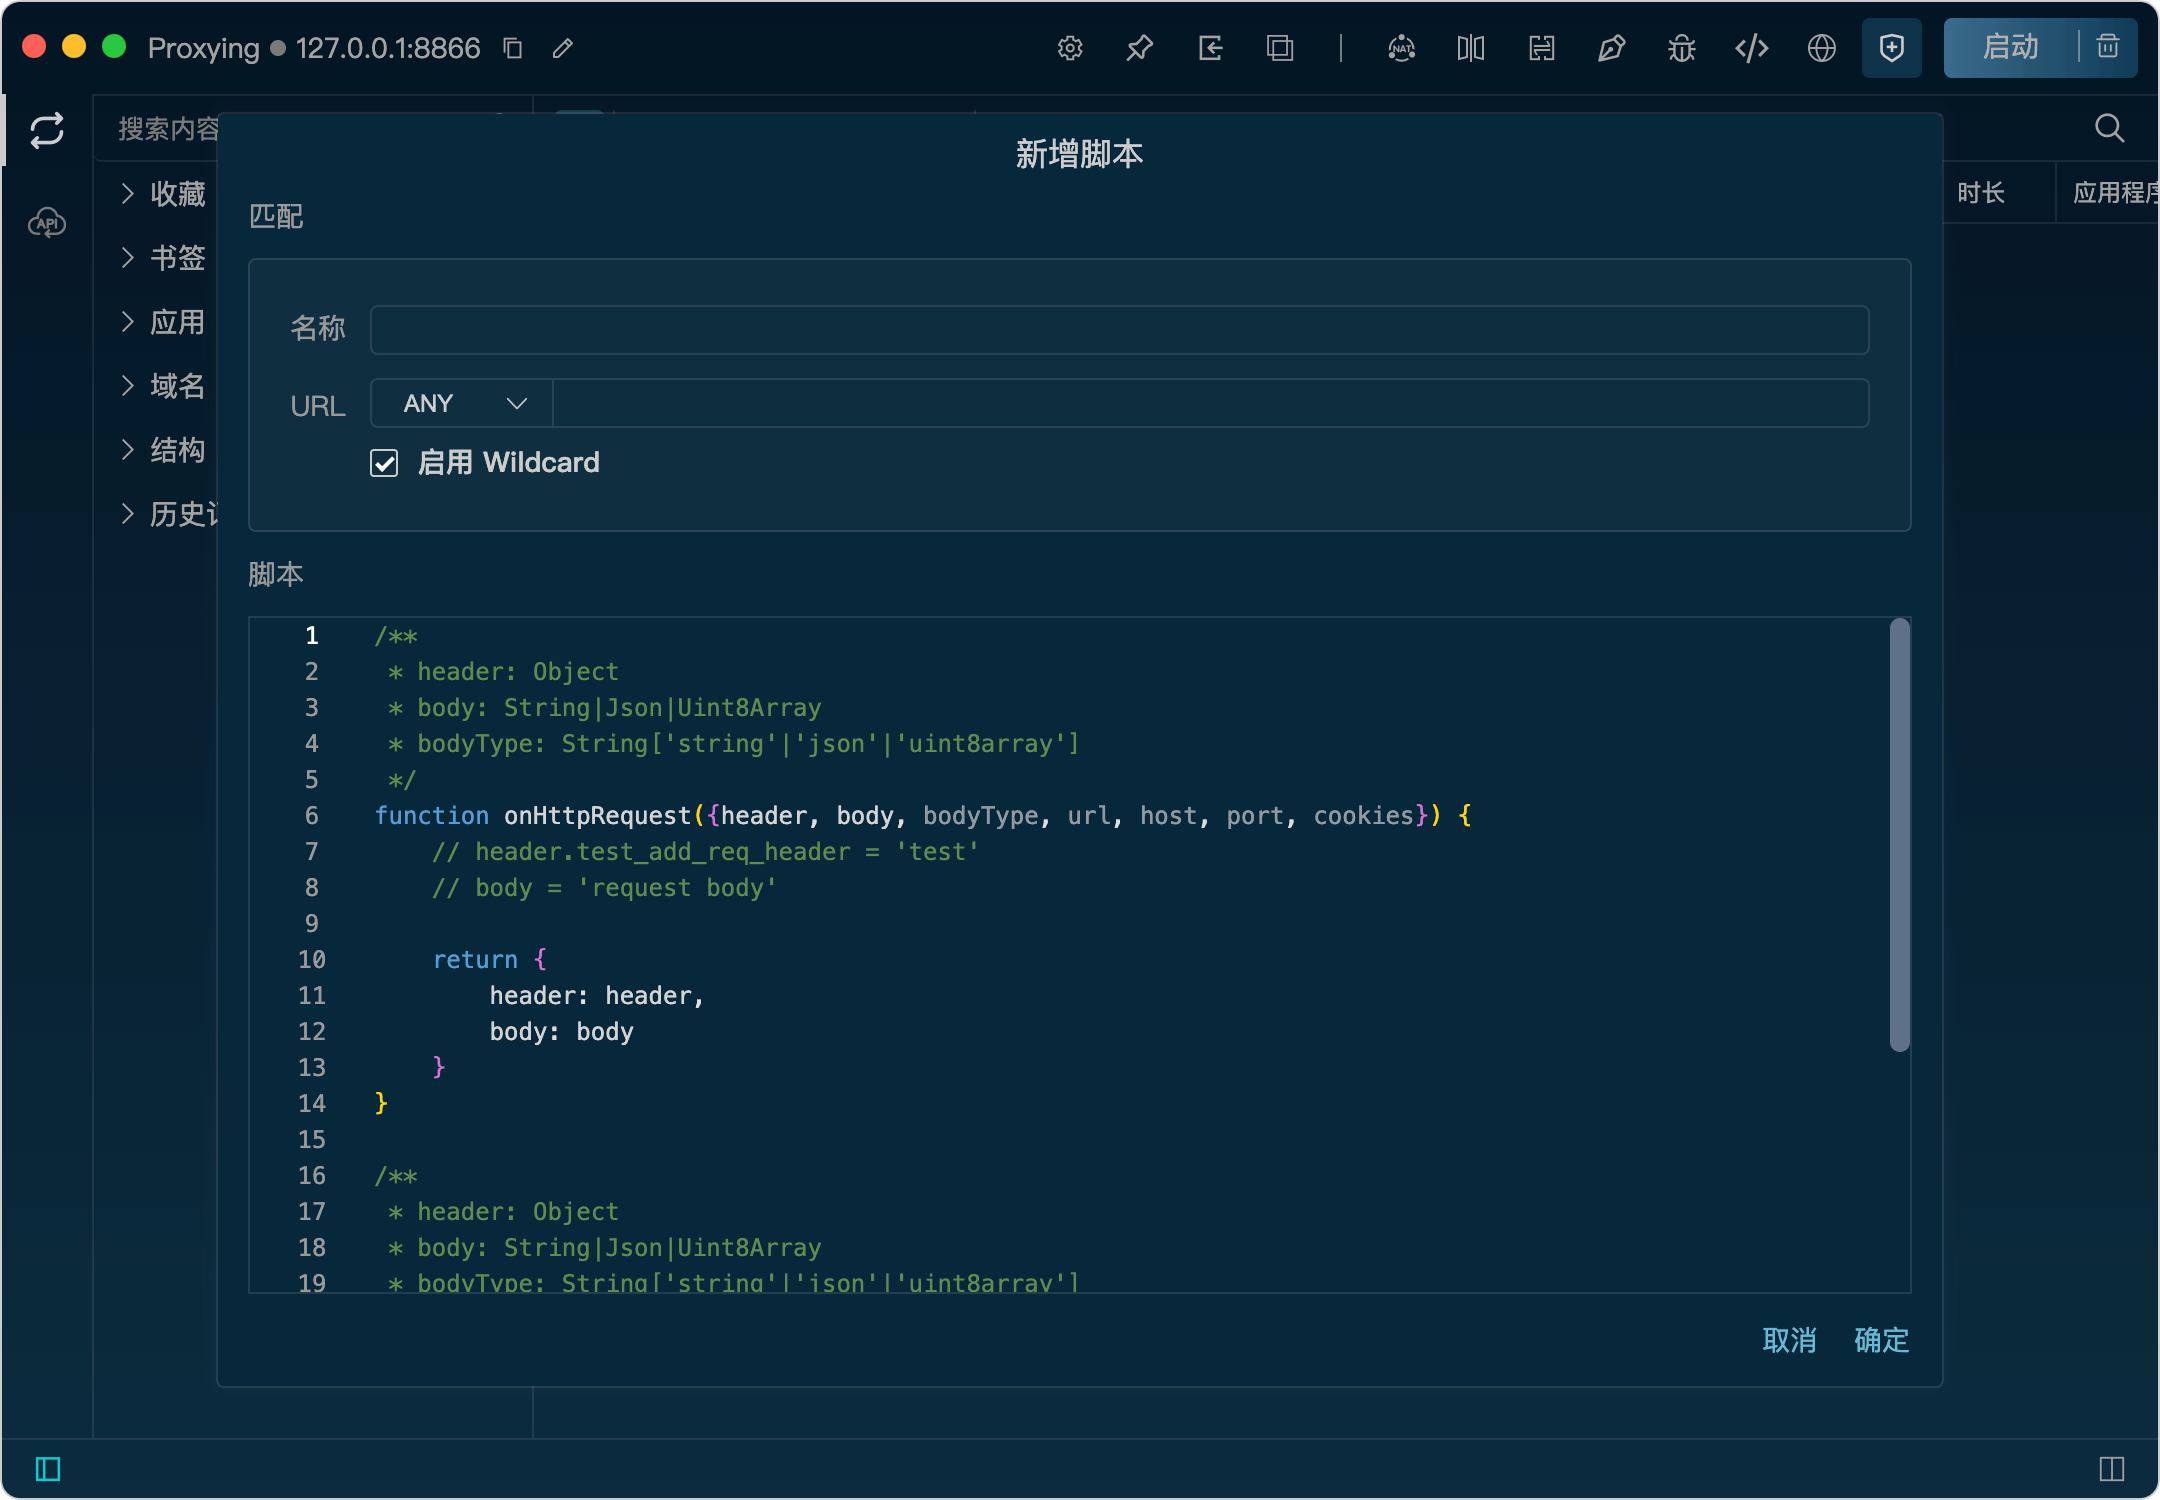 Proxying 127.0.0.1:8866
NAT
启动
API
搜索内容
收藏
书签
应用
域名
结构
历史
时长
应用程
新增脚本
匹配
名称
URL ANY
启用 Wildcard
脚本
1 /**
2 * header: Object
3 * body: String|Json|Uint8Array
4 * bodyType: String['string'|'json'|'uint8array']
5 */
6 function onHttpRequest({header, body, bodyType, url, host, port, cookies}) {
7 // header.test_add_req_header = 'test'
8 // body = 'request body'
9
10 return {
11 header: header,
12 body: body
13 }
14 }
15
16 /**
17 * header: Object
18 * body: String|Json|Uint8Array
19 * bodyType: String['string'|'json'|'uint8array']
取消 确定